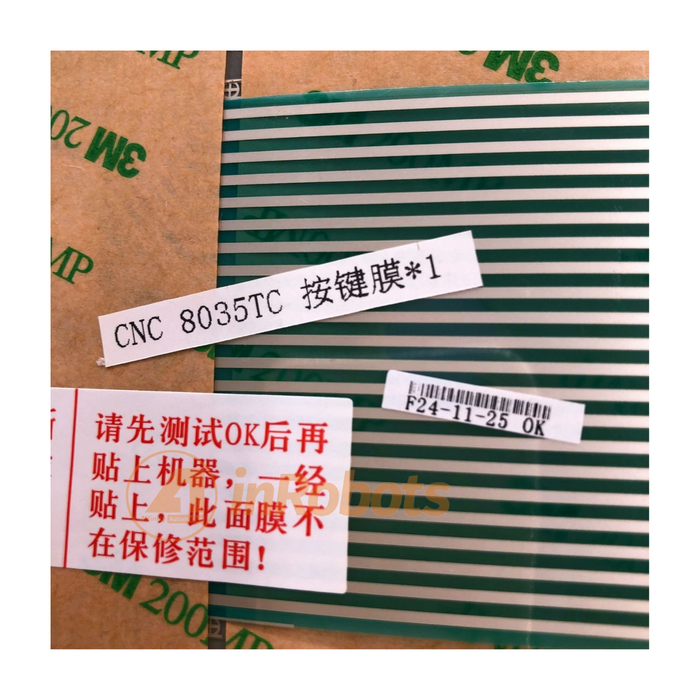 3M 200MP
CNC 8035TC 按键膜*1
F24-11-25 OK
请先测试OK后再
贴上机器，一经
贴上，此面膜不
在保修范围！
inRobots
3M 200MP